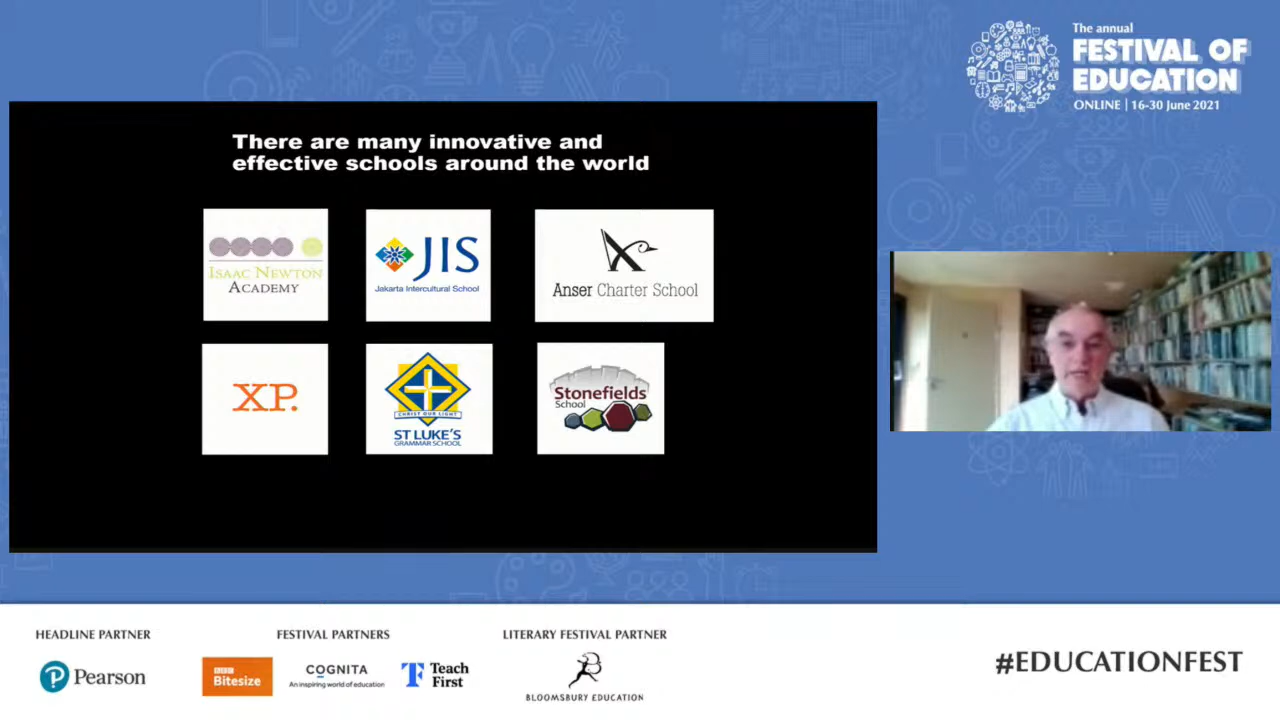 The annual
FESTIVAL OF
EDUCATION
ONLINE | 16-30 June 2021
There are many innovative and
effective schools around the world
ISAAC NEWTON
ACADEMY
JIS
Jakarta Intercultural School
Anser Charter School
XP.
CHRIST OUR LIGHT
ST LUKE'S
GRAMMAR SCHOOL
Stonefields
School
HEADLINE PARTNER
Pearson
FESTIVAL PARTNERS
BBC
Bitesize
COGNITA
An inspiring world of education
Teach
First
LITERARY FESTIVAL PARTNER
BLOOMSBURY EDUCATION
#EDUCATIONFEST